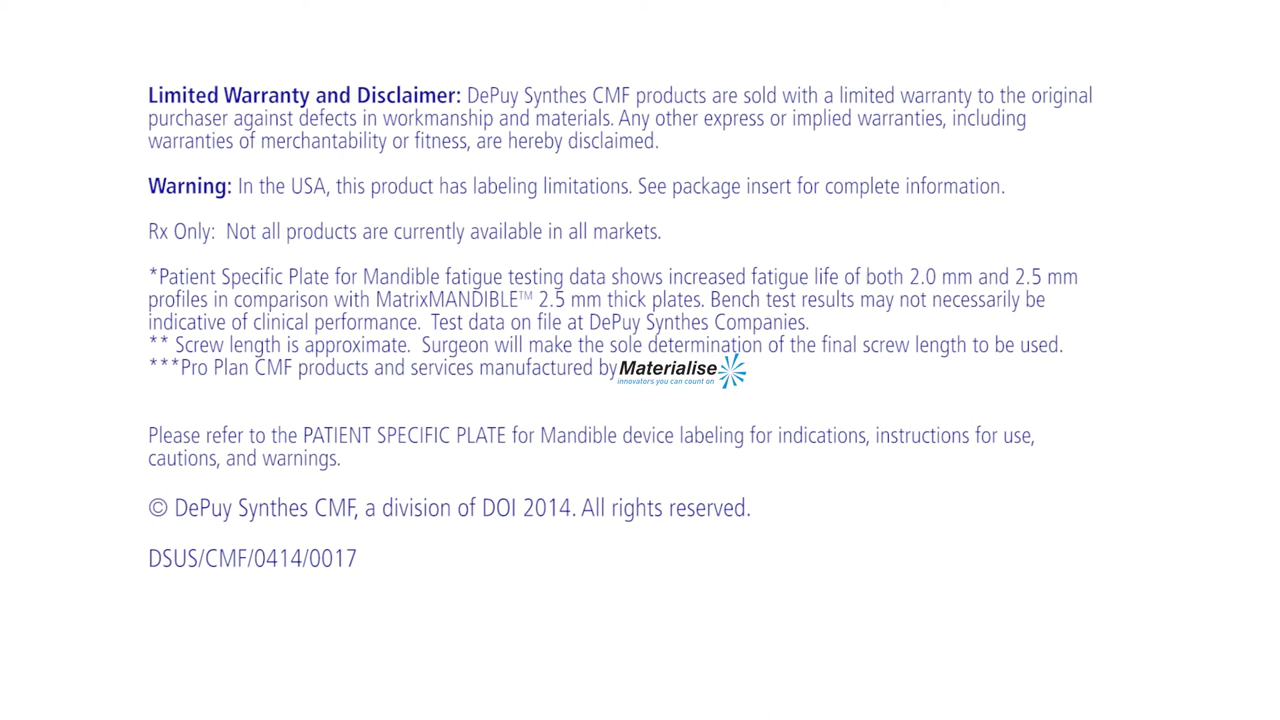 Limited Warranty and Disclaimer: DePuy Synthes CMF products are sold with a limited warranty to the original
purchaser against defects in workmanship and materials. Any other express or implied warranties, including
warranties of merchantability or fitness, are hereby disclaimed.
Warning: In the USA, this product has labeling limitations. See package insert for complete information.
Rx Only:  Not all products are currently available in all markets.
*Patient Specific Plate for Mandible fatigue testing data shows increased fatigue life of both 2.0 mm and 2.5 mm
profiles in comparison with MatrixMANDIBLE™ 2.5 mm thick plates. Bench test results may not necessarily be
indicative of clinical performance.  Test data on file at DePuy Synthes Companies.
** Screw length is approximate.  Surgeon will make the sole determination of the final screw length to be used.
***Pro Plan CMF products and services manufactured by Materialise
innovators you can count on
Please refer to the PATIENT SPECIFIC PLATE for Mandible device labeling for indications, instructions for use,
cautions, and warnings.
© DePuy Synthes CMF, a division of DOI 2014. All rights reserved.
DSUS/CMF/0414/0017